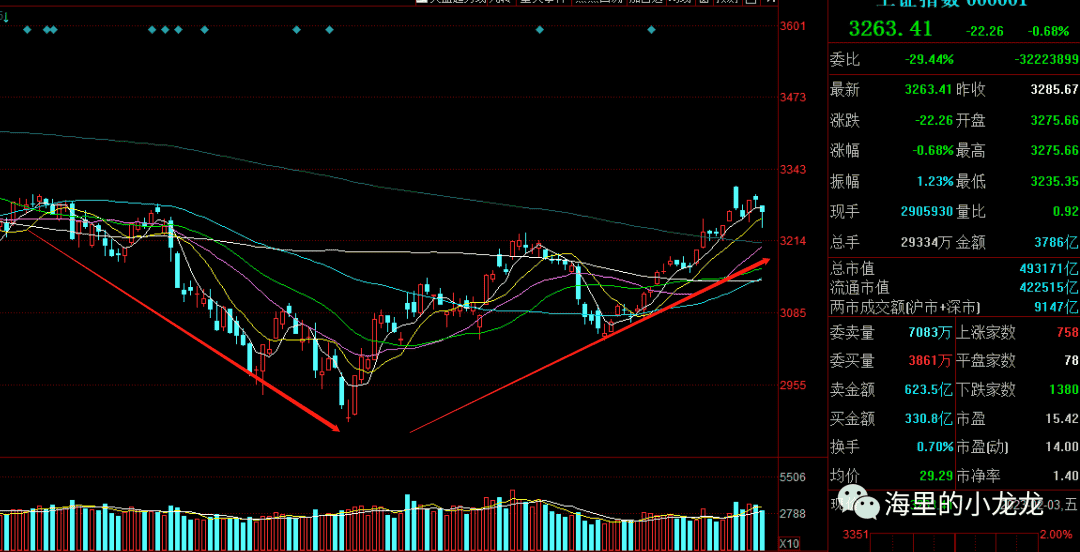 上证指数 000001
3263.41 -22.26 -0.68%
委比 -29.44% -32223899
最新 3263.41 昨收 3285.67
涨跌 -22.26 开盘 3275.66
涨幅 -0.68% 最高 3275.66
振幅 1.23% 最低 3235.35
现手 2905930 量比 0.92
总手 29334万 金额 3786亿
总市值 493171亿
流通市值 422515亿
两市成交额(沪市+深市) 9147亿
委卖量 7083万 上涨家数 758
委买量 3861万 平盘家数 78
卖金额 623.5亿 下跌家数 1380
买金额 330.8亿 市盈 15.42
换手 0.70% 市盈(动) 14.00
均价 29.29 市净率 1.40
海里的小龙龙
-03,五
3351 2.00%
3601
3473
3343
3214
3085
2955
5506
2788
X10